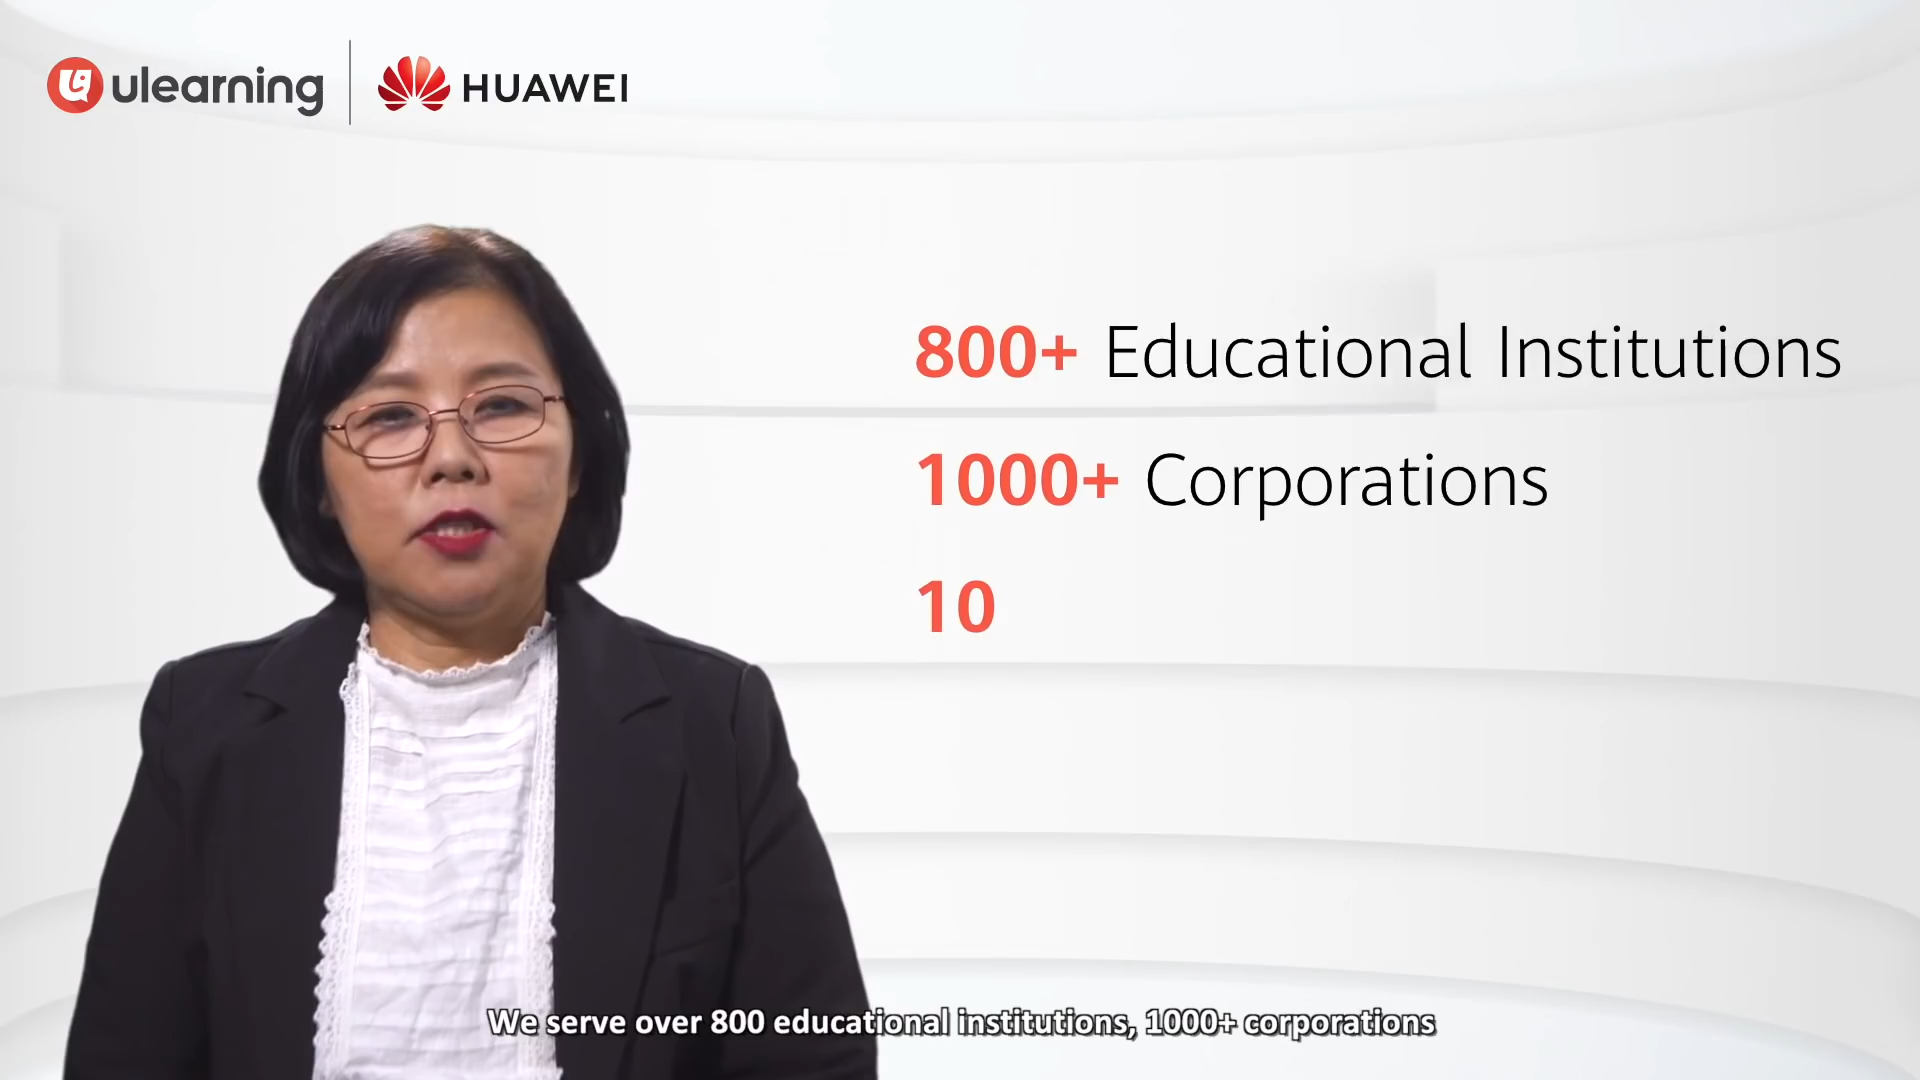 ulearning
HUAWEI
800+ Educational Institutions
1000+ Corporations
10
We serve over 800 educational institutions, 1000+ corporations